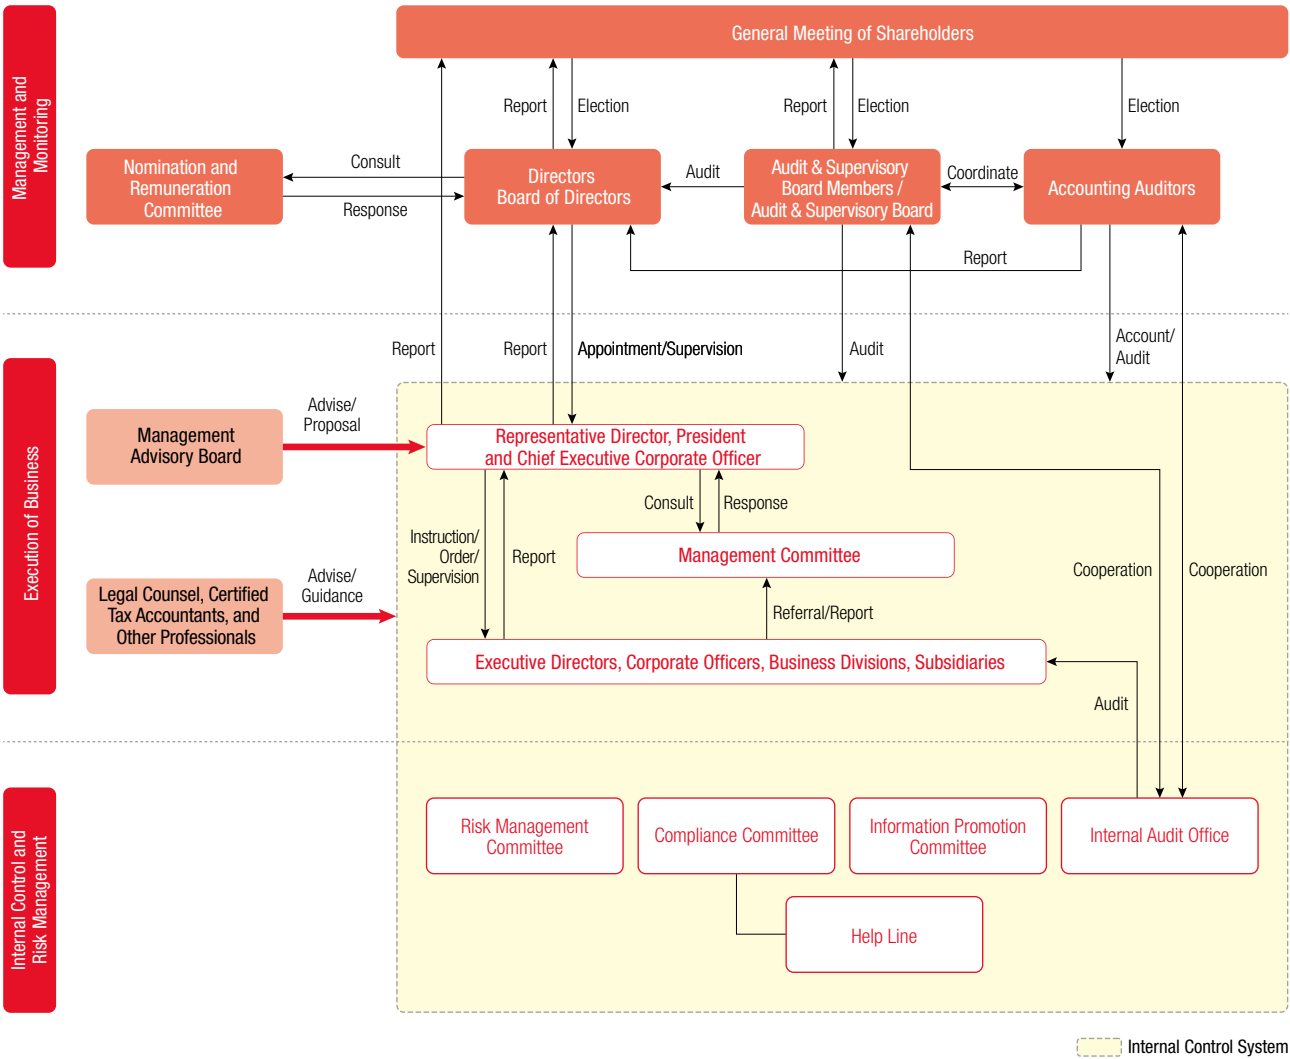 General Meeting of Shareholders
Management and
Monitoring
Report
Election
Report
Election
Election
Nomination and
Remuneration
Committee
Consult
Response
Directors
Board of Directors
Audit
Audit & Supervisory
Board Members /
Audit & Supervisory Board
Coordinate
Accounting Auditors
Report
Report
Report
Appointment/Supervision
Audit
Account/
Audit
Execution of Business
Management
Advisory Board
Advise/
Proposal
Representative Director, President
and Chief Executive Corporate Officer
Consult
Response
Instruction/
Order/
Supervision
Report
Management Committee
Cooperation
Cooperation
Legal Counsel, Certified
Tax Accountants, and
Other Professionals
Advise/
Guidance
Referral/Report
Executive Directors, Corporate Officers, Business Divisions, Subsidiaries
Audit
Internal Control and
Risk Management
Risk Management
Committee
Compliance Committee
Information Promotion
Committee
Internal Audit Office
Help Line
Internal Control System